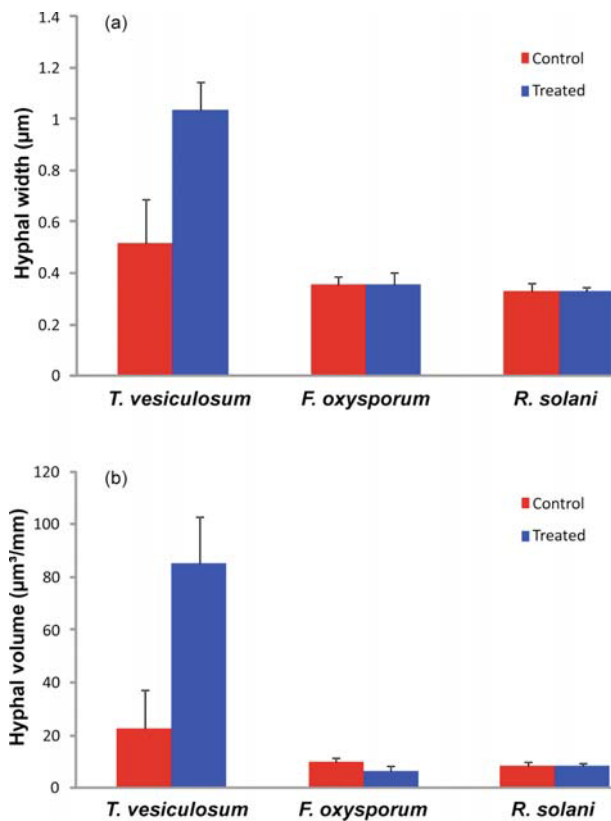 (a)
1.4
1.2
1
0.8
0.6
0.4
0.2
0
Hyphal width (µm)
Control
Treated
T. vesiculosum F. oxysporum R. solani
(b)
120
100
80
60
40
20
0
Hyphal volume (µm³/mm)
Control
Treated
T. vesiculosum F. oxysporum R. solani